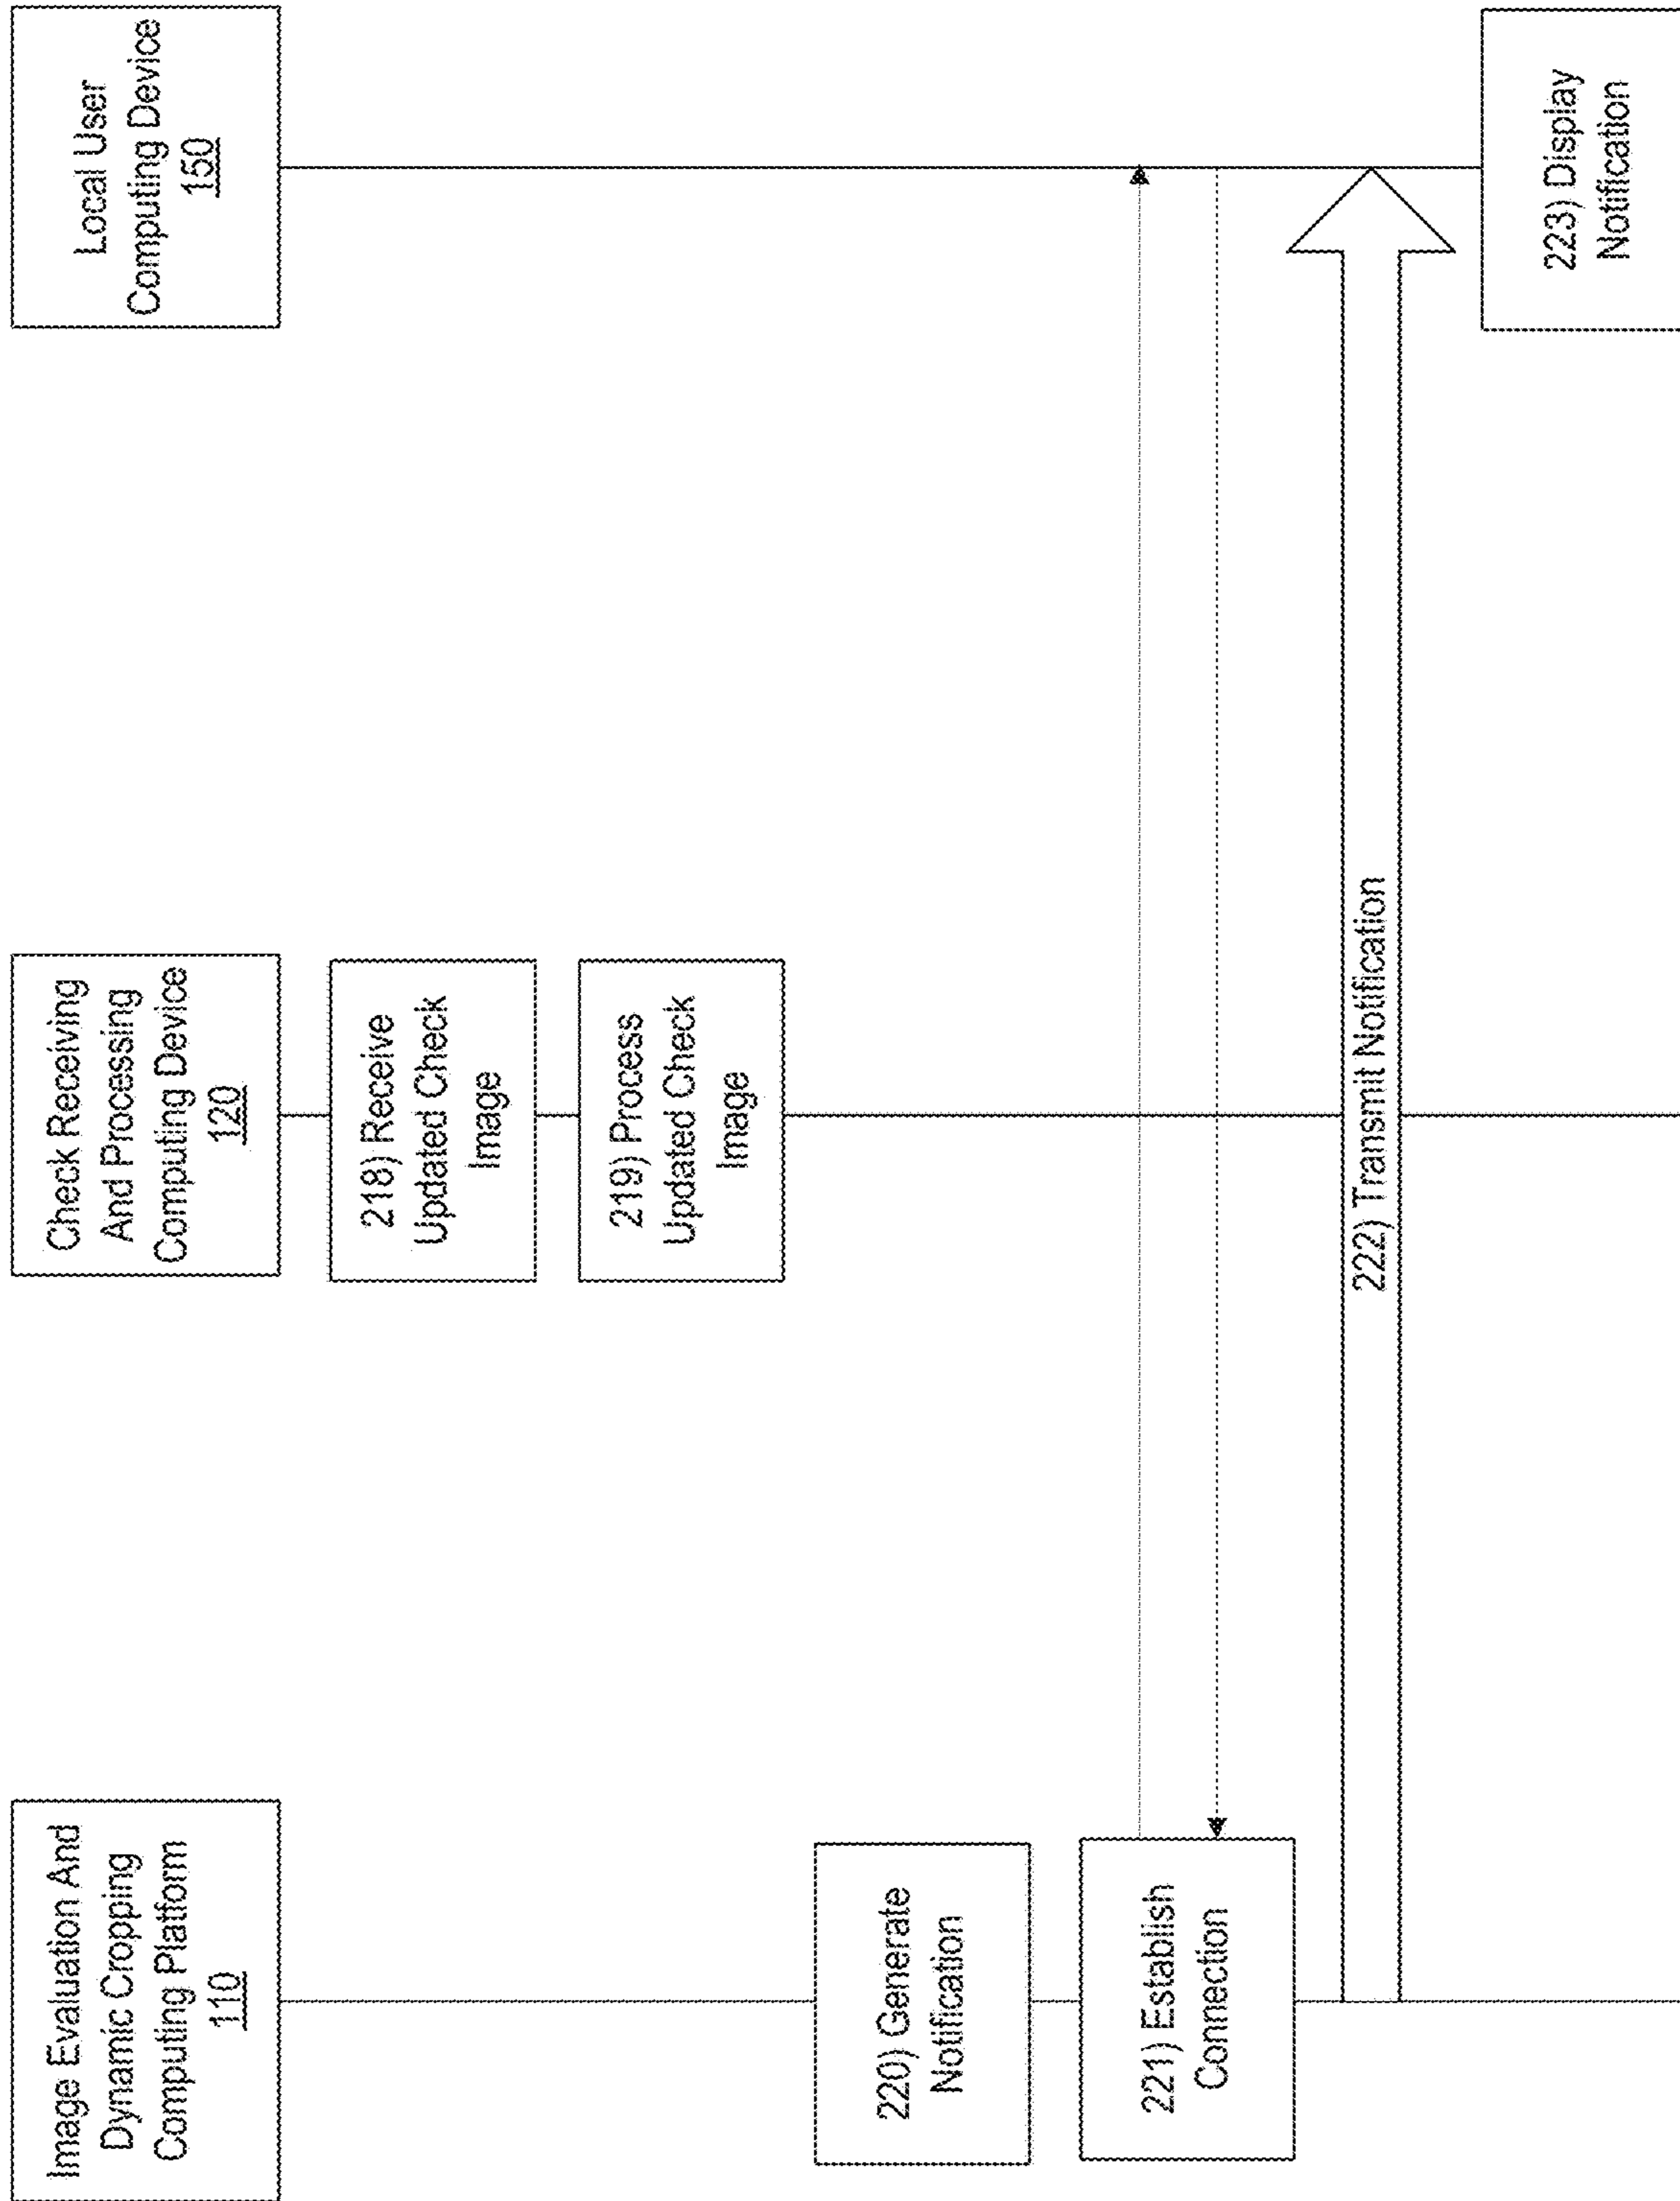 Image Evaluation And
Dynamic Cropping
Computing Platform
110
Check Receiving
And Processing
Computing Device
120
Local User
Computing Device
150
218) Receive
Updated Check
Image
219) Process
Updated Check
Image
220) Generate
Notification
221) Establish
Connection
222) Transmit Notification
223) Display
Notification